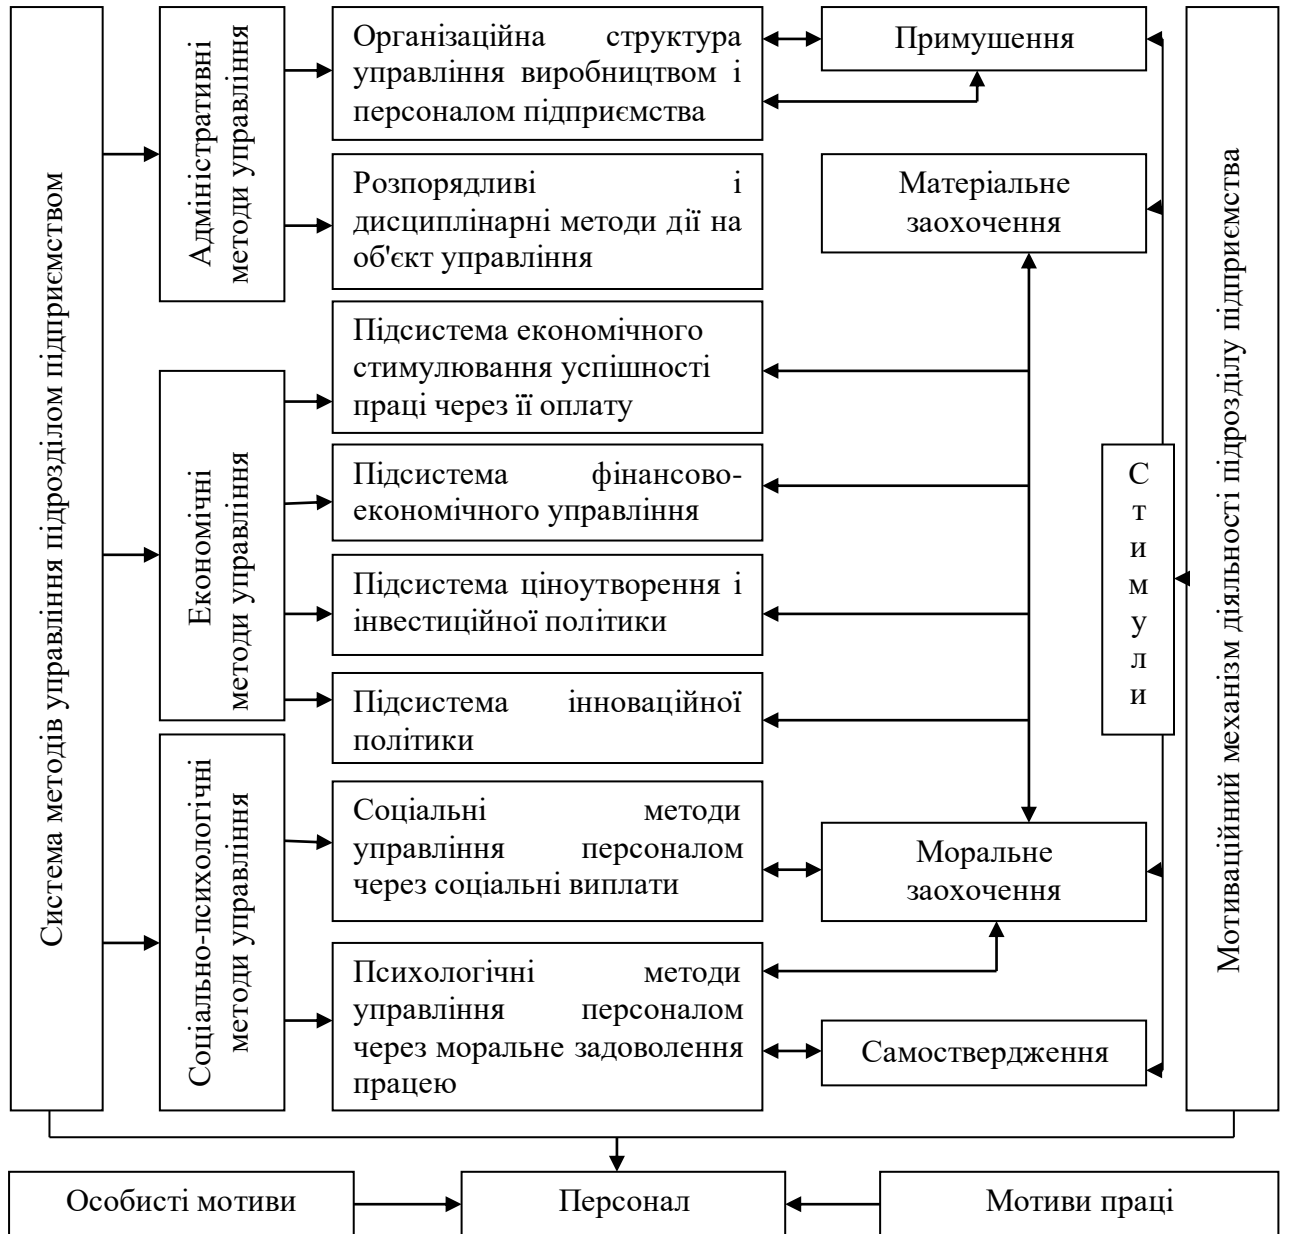 Система методів управління підрозділом підприємством
Адміністративні
методи управління
Організаційна структура
управління виробництвом і
персоналом підприємства
Розпорядливі і
дисциплінарні методи дії на
об'єкт управління
Економічні
методи управління
Підсистема економічного
стимулювання успішності
праці через її оплату
Підсистема фінансово-
економічного управління
Підсистема ціноутворення і
інвестиційної політики
Підсистема інноваційної
політики
Соціально-психологічні
методи управління
Соціальні методи
управління персоналом
через соціальні виплати
Психологічні методи
управління персоналом
через моральне задоволення
працею
Примушення
Матеріальне
заохочення
Моральне
заохочення
Самоствердження
Стимули
Мотиваційний механізм діяльності підрозділу підприємства
Особисті мотиви
Персонал
Мотиви праці